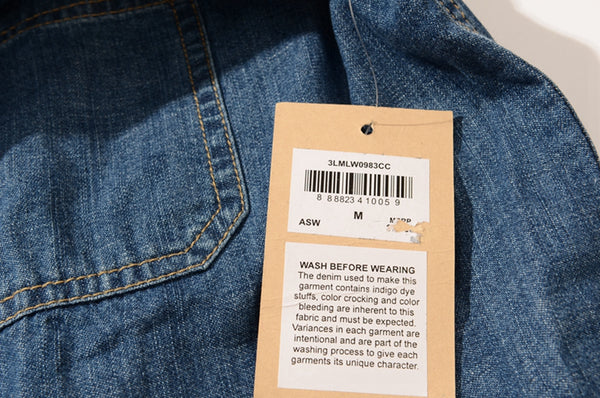 3LMLW0983CC
8 88823 41005 9
M
ASW
WASH BEFORE WEARING
The denim used to make this
garment contains indigo dye
stuffs, color crocking and color
bleeding are inherent to this
fabric and must be expected.
Variances in each garment are
intentional and are part of the
washing process to give each
garments its unique character.